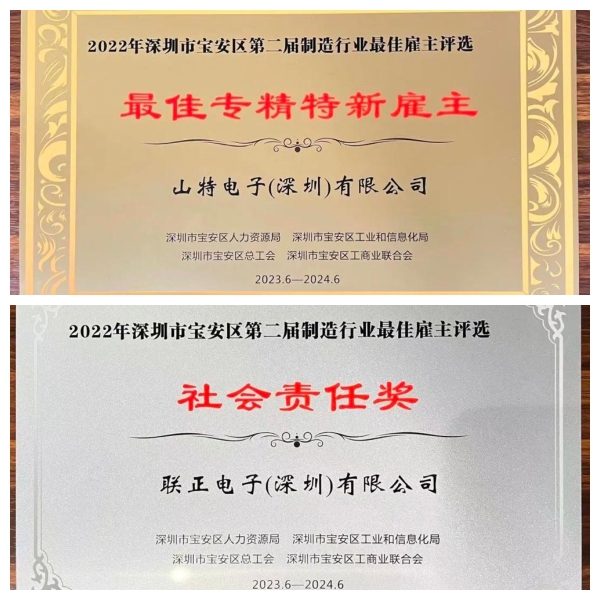 2022年深圳市宝安区第二届制造行业最佳雇主评选
最佳专精特新雇主
山特电子(深圳)有限公司
深圳市宝安区人力资源局 深圳市宝安区工业和信息化局
深圳市宝安区总工会 深圳市宝安区工商业联合会
2023.6—2024.6
2022年深圳市宝安区第二届制造行业最佳雇主评选
社会责任奖
联正电子(深圳)有限公司
深圳市宝安区人力资源局 深圳市宝安区工业和信息化局
深圳市宝安区总工会 深圳市宝安区工商业联合会
2023.6—2024.6